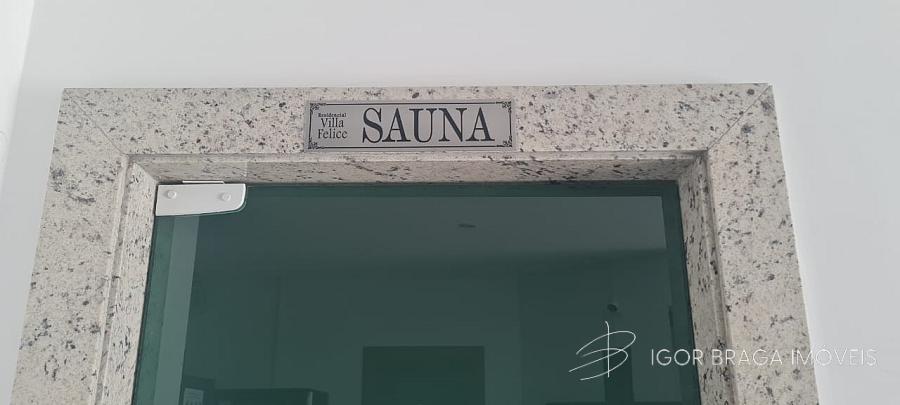 Residencial
Villa
Felice
SAUNA
IGOR BRAGA IMÓVEIS